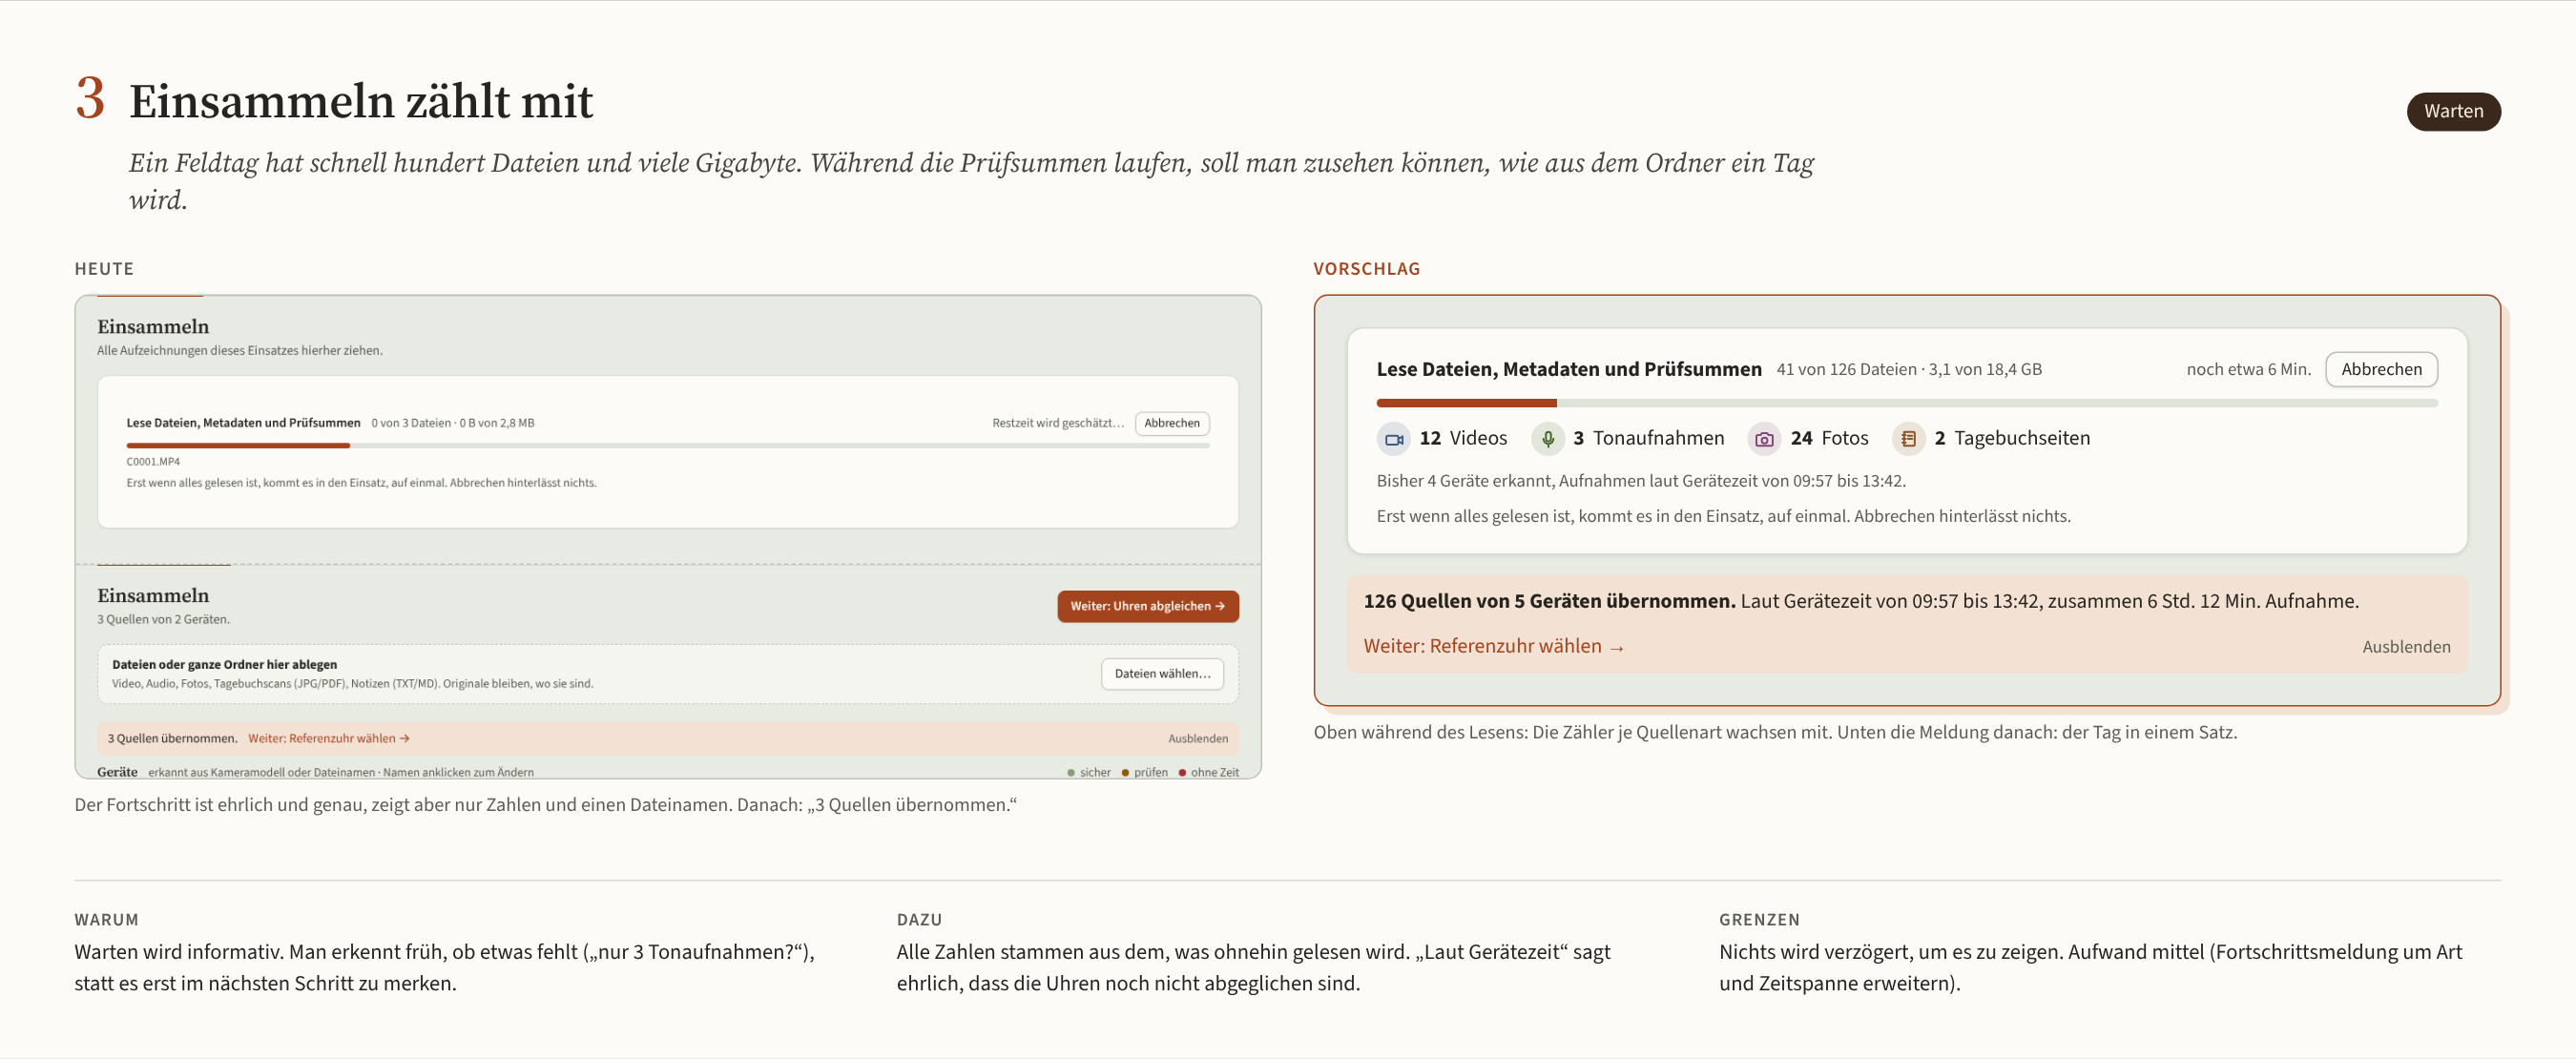 3 Einsammeln zählt mit
Warten
Ein Feldtag hat schnell hundert Dateien und viele Gigabyte. Während die Prüfsummen laufen, soll man zusehen können, wie aus dem Ordner ein Tag
wird.
HEUTE
Einsammeln
Alle Aufzeichnungen dieses Einsatzes hierher ziehen.
Lese Dateien, Metadaten und Prüfsummen 0 von 3 Dateien · 0 B von 2,8 MB Restzeit wird geschätzt… Abbrechen
C0001.MP4
Erst wenn alles gelesen ist, kommt es in den Einsatz, auf einmal. Abbrechen hinterlässt nichts.
Einsammeln
3 Quellen von 2 Geräten.
Weiter: Uhren abgleichen →
Dateien oder ganze Ordner hier ablegen
Video, Audio, Fotos, Tagebuchscans (JPG/PDF), Notizen (TXT/MD). Originale bleiben, wo sie sind.
Dateien wählen…
3 Quellen übernommen. Weiter: Referenzuhr wählen → Ausblenden
Geräte erkannt aus Kameramodell oder Dateinamen · Namen anklicken zum Ändern sicher prüfen ohne Zeit
Der Fortschritt ist ehrlich und genau, zeigt aber nur Zahlen und einen Dateinamen. Danach: „3 Quellen übernommen.“
VORSCHLAG
Lese Dateien, Metadaten und Prüfsummen 41 von 126 Dateien · 3,1 von 18,4 GB noch etwa 6 Min. Abbrechen
12 Videos 3 Tonaufnahmen 24 Fotos 2 Tagebuchseiten
Bisher 4 Geräte erkannt, Aufnahmen laut Gerätezeit von 09:57 bis 13:42.
Erst wenn alles gelesen ist, kommt es in den Einsatz, auf einmal. Abbrechen hinterlässt nichts.
126 Quellen von 5 Geräten übernommen. Laut Gerätezeit von 09:57 bis 13:42, zusammen 6 Std. 12 Min. Aufnahme.
Weiter: Referenzuhr wählen → Ausblenden
Oben während des Lesens: Die Zähler je Quellenart wachsen mit. Unten die Meldung danach: der Tag in einem Satz.
WARUM
Warten wird informativ. Man erkennt früh, ob etwas fehlt („nur 3 Tonaufnahmen?“),
statt es erst im nächsten Schritt zu merken.
DAZU
Alle Zahlen stammen aus dem, was ohnehin gelesen wird. „Laut Gerätezeit“ sagt
ehrlich, dass die Uhren noch nicht abgeglichen sind.
GRENZEN
Nichts wird verzögert, um es zu zeigen. Aufwand mittel (Fortschrittsmeldung um Art
und Zeitspanne erweitern).